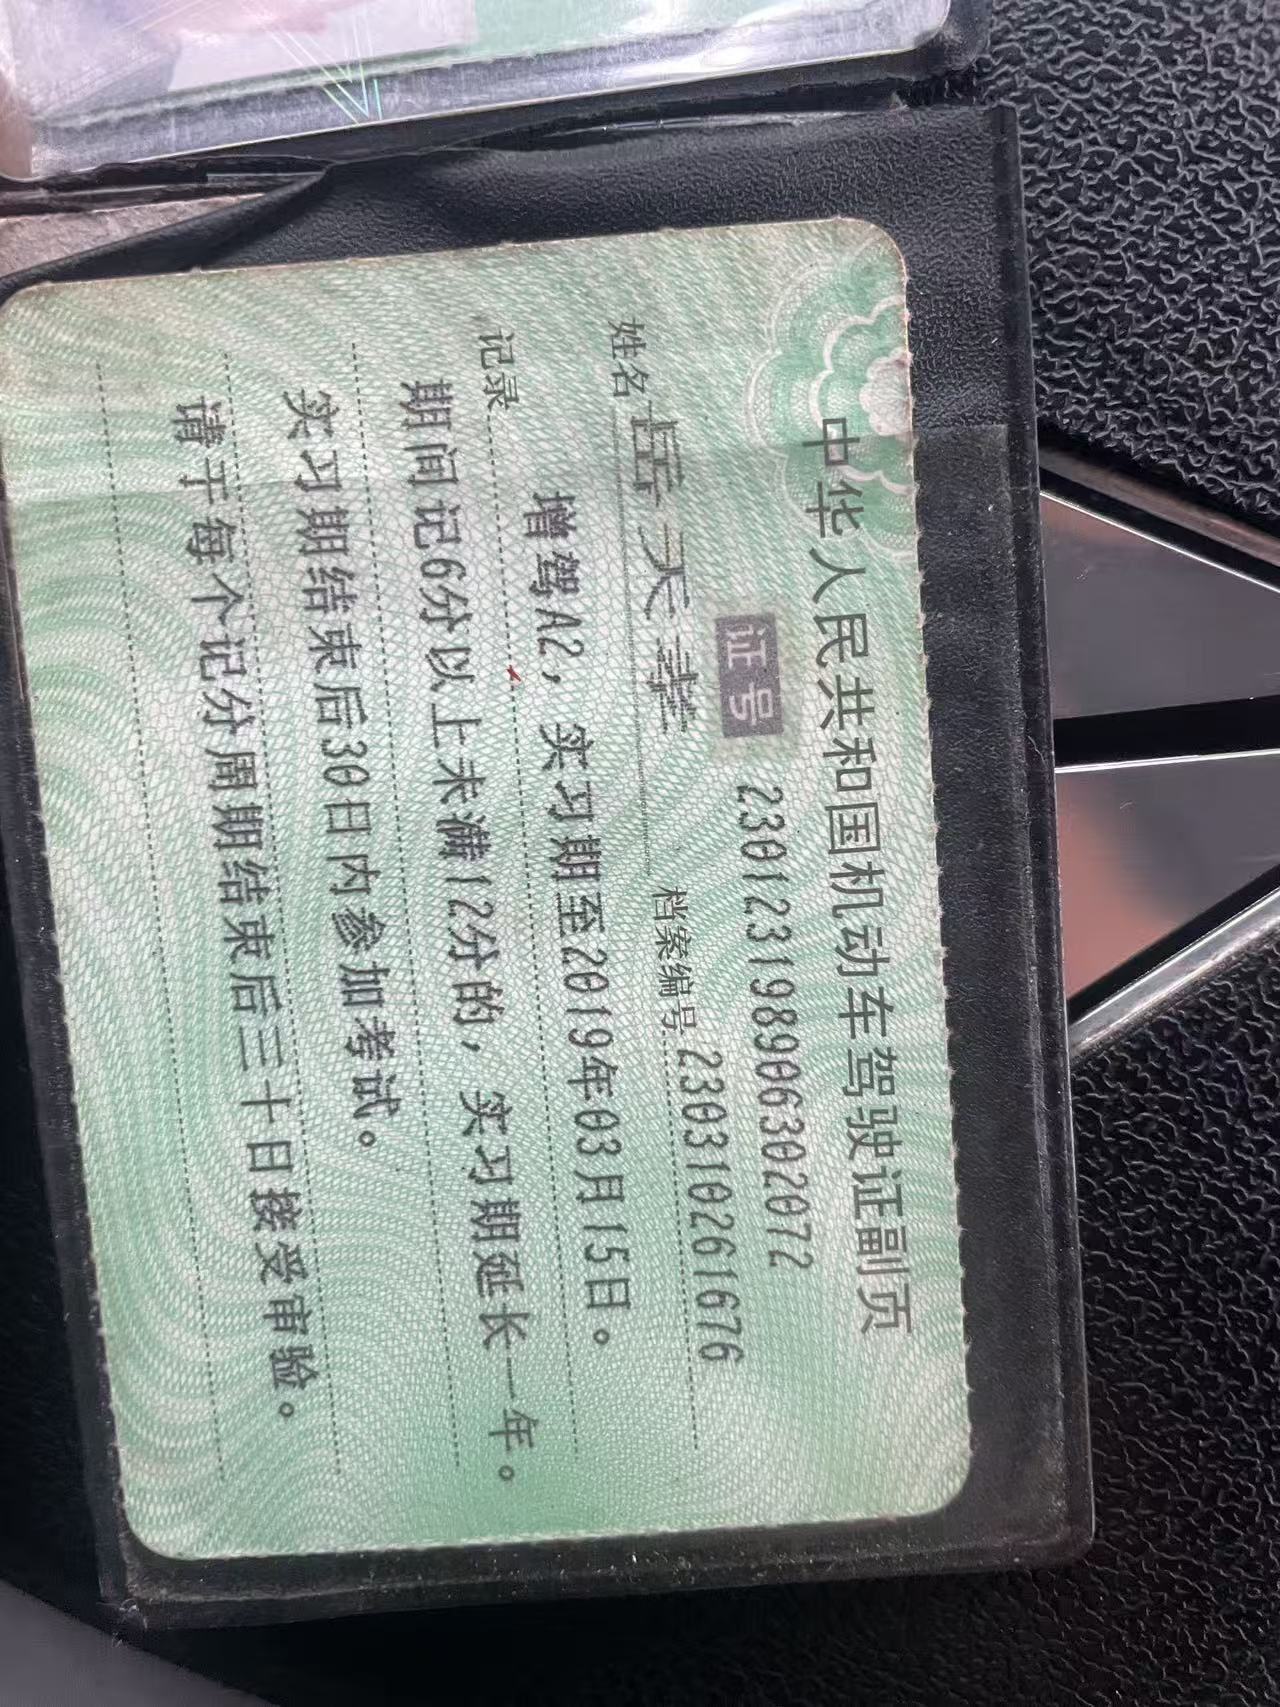 中华人民共和国机动车驾驶证副页
证号 230123198906302072
姓名 岳天幸 档案编号 230310261676
记录 增驾A2，实习期至2019年03月15日。
期间记6分以上未满12分的，实习期延长一年。
实习期结束后30日内参加考试。
请于每个记分周期结束后三十日接受审验。